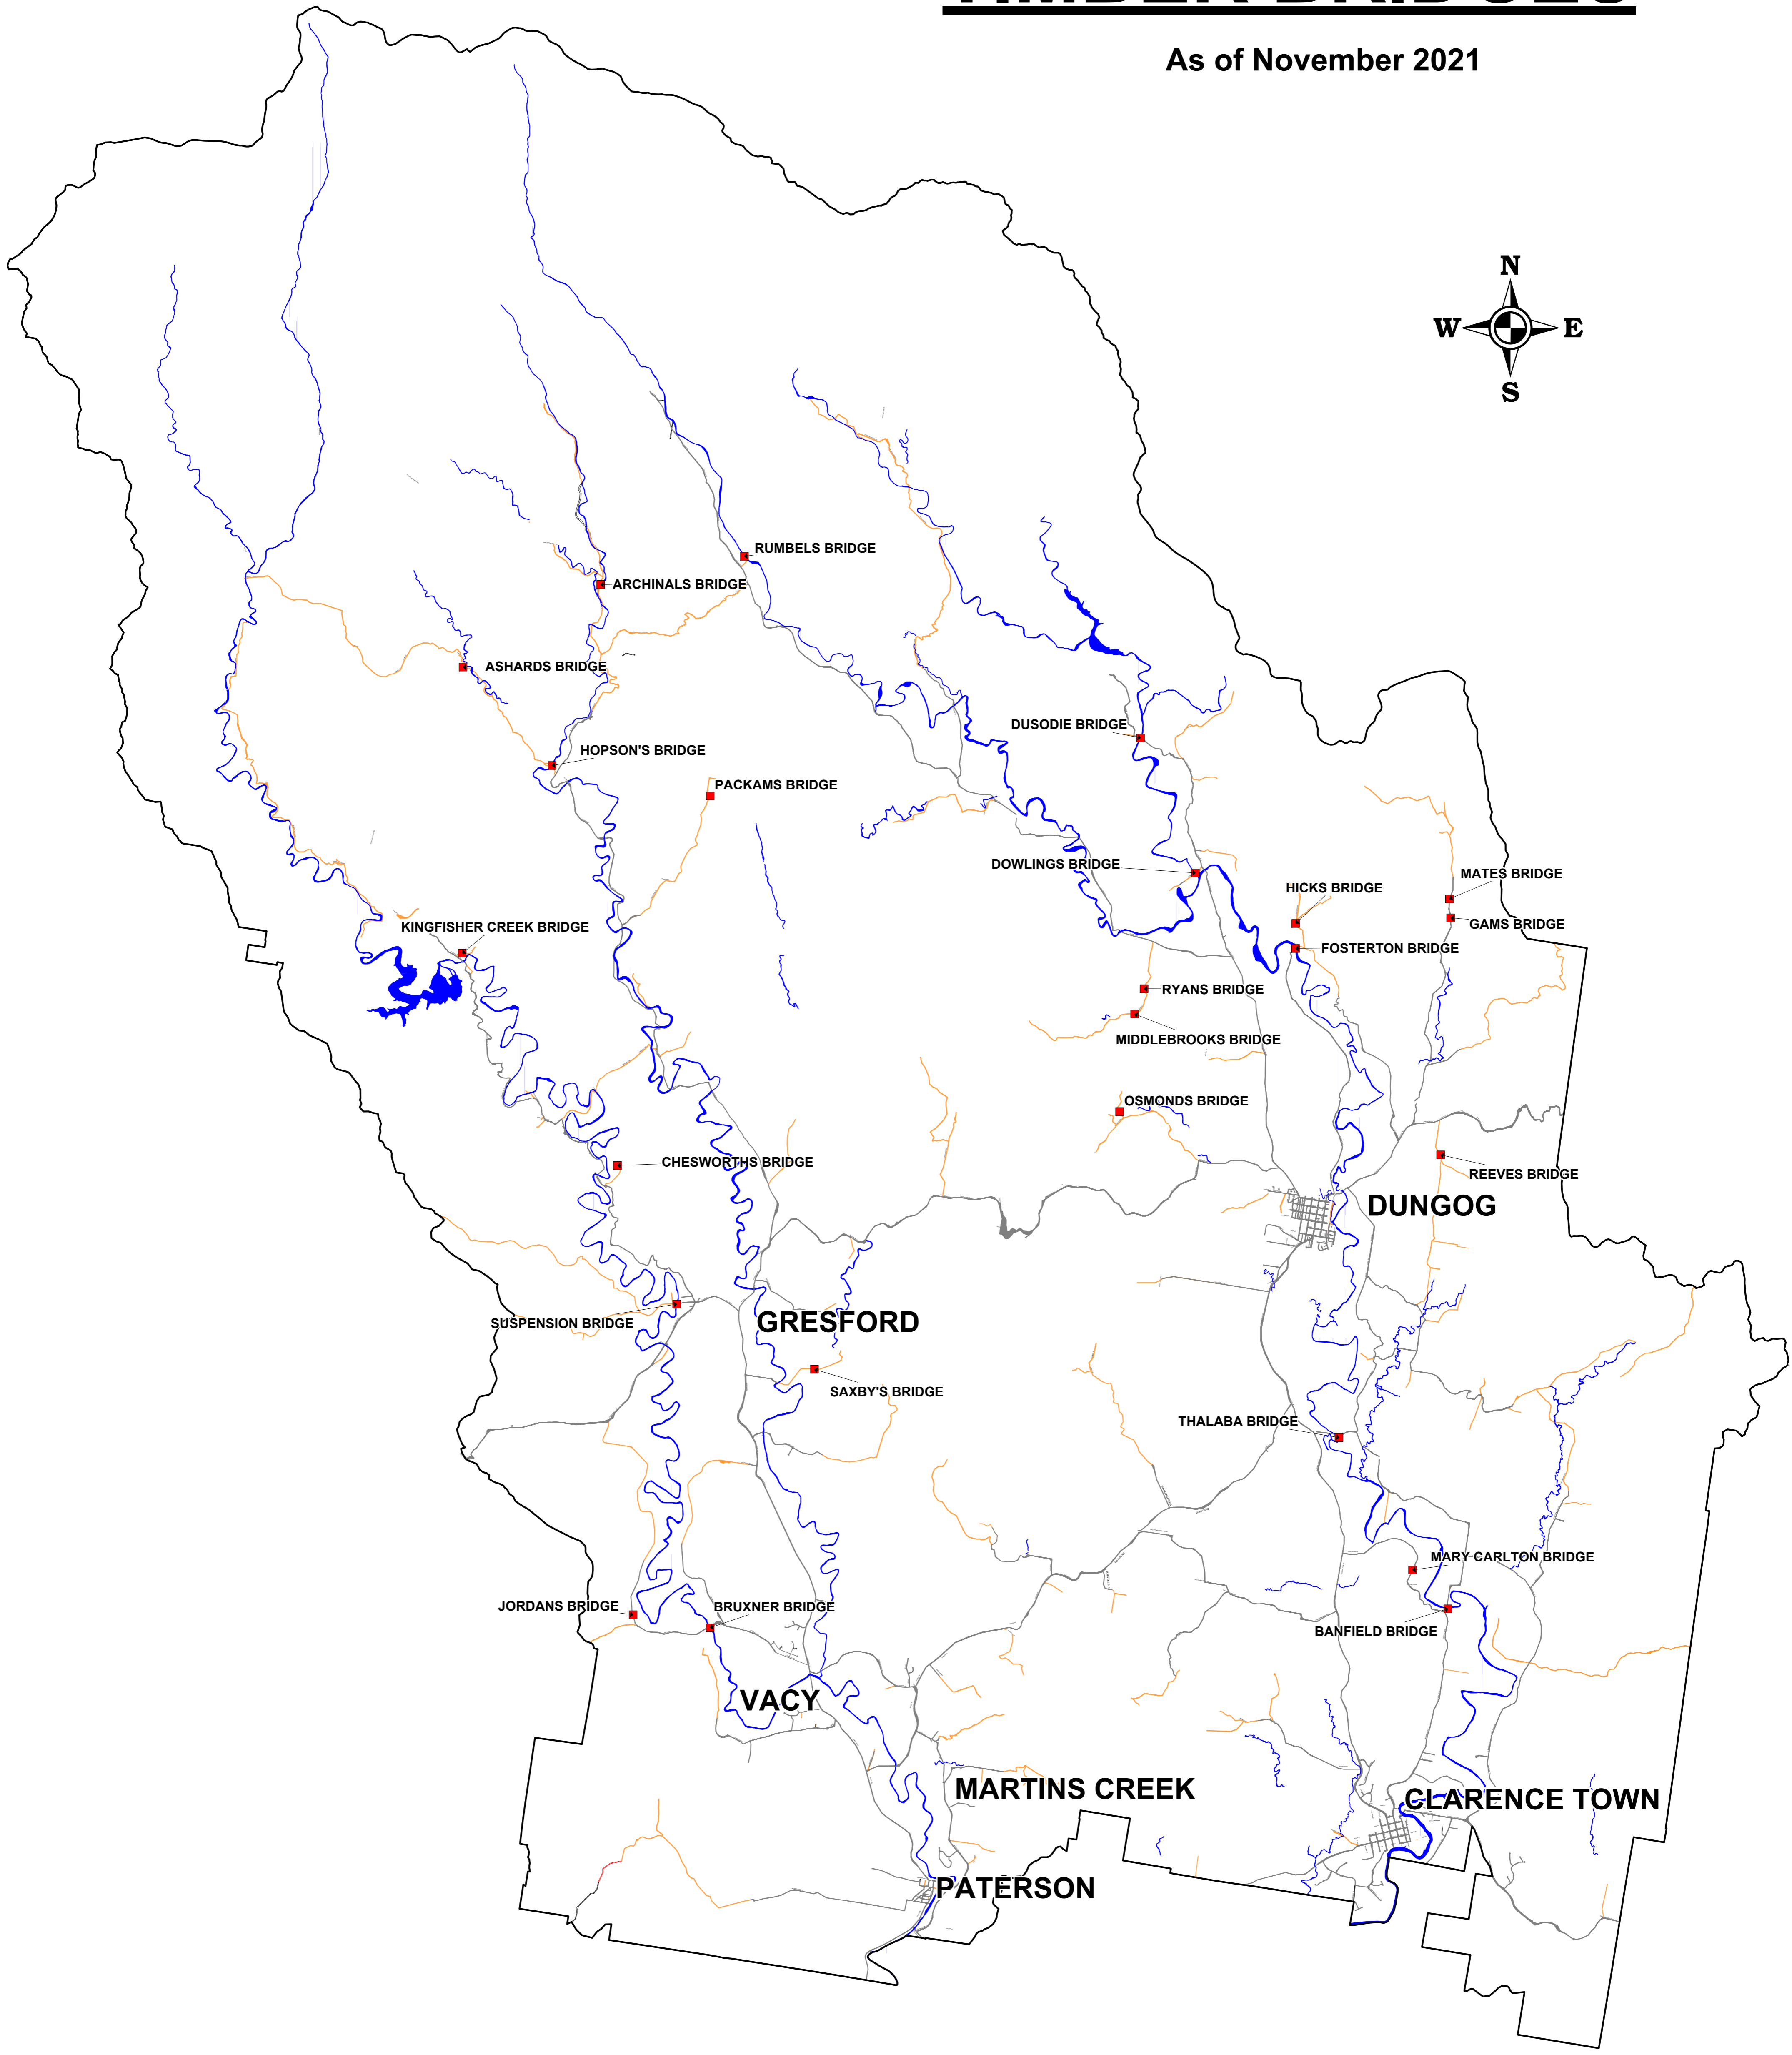 TIMBER BRIDGES
As of November 2021
N
W E
S
RUMBELS BRIDGE
ARCHINALS BRIDGE
ASHARDS BRIDGE
DUSODIE BRIDGE
HOPSON'S BRIDGE
PACKAMS BRIDGE
DOWLINGS BRIDGE
MATES BRIDGE
HICKS BRIDGE
GAMS BRIDGE
KINGFISHER CREEK BRIDGE
FOSTERTON BRIDGE
RYANS BRIDGE
MIDDLEBROOKS BRIDGE
OSMONDS BRIDGE
CHESWORTHS BRIDGE
REEVES BRIDGE
DUNGOG
SUSPENSION BRIDGE
GRESFORD
SAXBY'S BRIDGE
THALABA BRIDGE
MARY CARLTON BRIDGE
JORDANS BRIDGE
BRUXNER BRIDGE
BANFIELD BRIDGE
VACY
MARTINS CREEK
CLARENCE TOWN
PATERSON